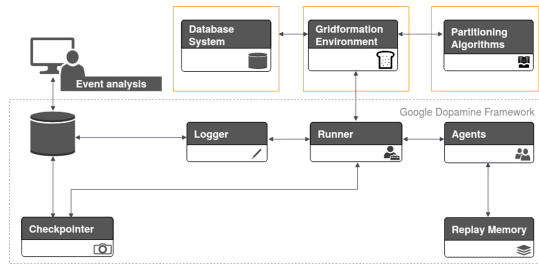 Database
System
Gridformation
Environment
Partitioning
Algorithms
Event analysis
Google Dopamine Framework
Logger
Runner
Agents
Checkpointer
Replay Memory